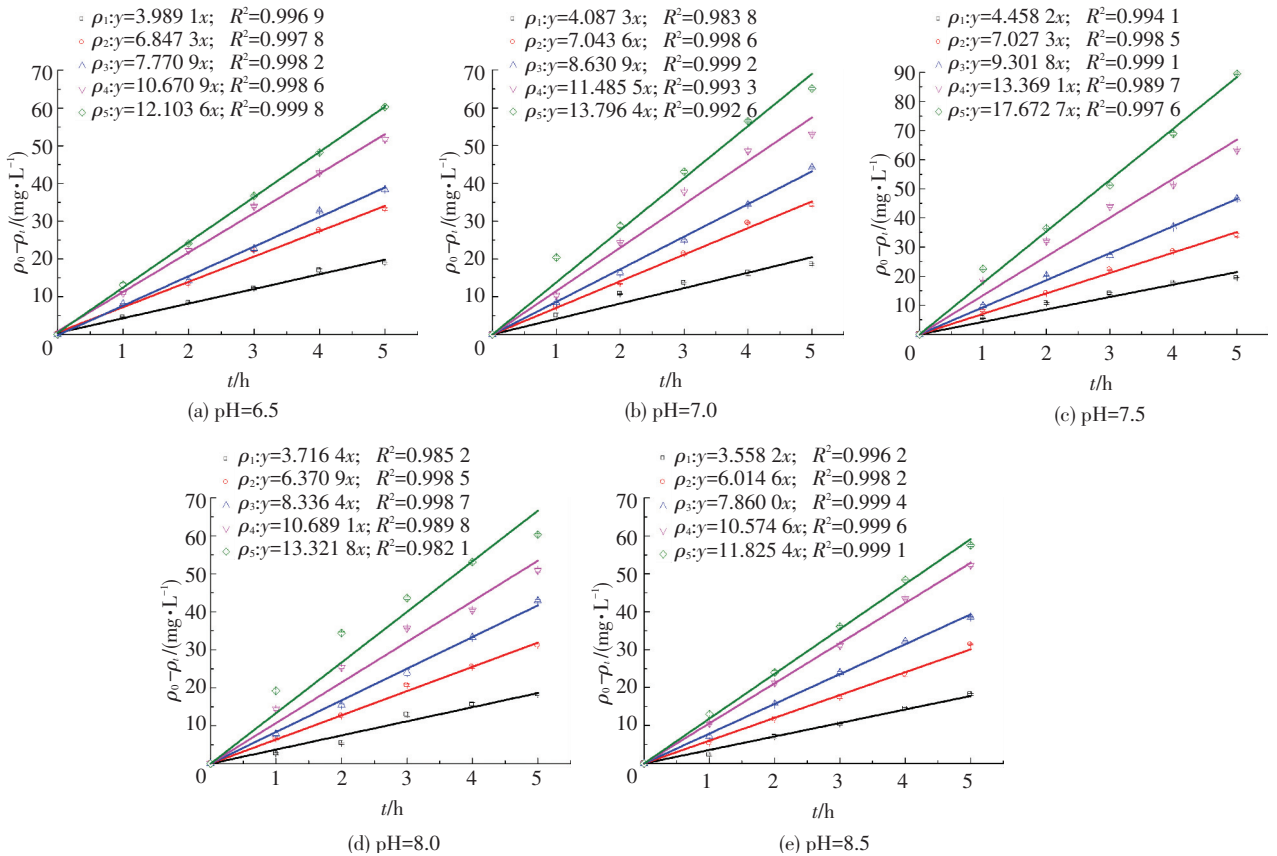 ρ₁:y=3.989 1x; R²=0.996 9
ρ₂:y=6.847 3x; R²=0.997 8
ρ₃:y=7.770 9x; R²=0.998 2
ρ₄:y=10.670 9x; R²=0.998 6
ρ₅:y=12.103 6x; R²=0.999 8
70
60
50
40
30
20
10
0
1 2 3 4 5
ρ₀-ρₜ/(mg•L⁻¹)
t/h
(a) pH=6.5
ρ₁:y=4.087 3x; R²=0.983 8
ρ₂:y=7.043 6x; R²=0.998 6
ρ₃:y=8.630 9x; R²=0.999 2
ρ₄:y=11.485 5x; R²=0.993 3
ρ₅:y=13.796 4x; R²=0.992 6
70
60
50
40
30
20
10
0
1 2 3 4 5
ρ₀-ρₜ/(mg•L⁻¹)
t/h
(b) pH=7.0
ρ₁:y=4.458 2x; R²=0.994 1
ρ₂:y=7.027 3x; R²=0.998 5
ρ₃:y=9.301 8x; R²=0.999 1
ρ₄:y=13.369 1x; R²=0.989 7
ρ₅:y=17.672 7x; R²=0.997 6
90
80
70
60
50
40
30
20
10
0
1 2 3 4 5
ρ₀-ρₜ/(mg•L⁻¹)
t/h
(c) pH=7.5
ρ₁:y=3.716 4x; R²=0.985 2
ρ₂:y=6.370 9x; R²=0.998 5
ρ₃:y=8.336 4x; R²=0.998 7
ρ₄:y=10.689 1x; R²=0.989 8
ρ₅:y=13.321 8x; R²=0.982 1
70
60
50
40
30
20
10
0
1 2 3 4 5
ρ₀-ρₜ/(mg•L⁻¹)
t/h
(d) pH=8.0
ρ₁:y=3.558 2x; R²=0.996 2
ρ₂:y=6.014 6x; R²=0.998 2
ρ₃:y=7.860 0x; R²=0.999 4
ρ₄:y=10.574 6x; R²=0.999 6
ρ₅:y=11.825 4x; R²=0.999 1
70
60
50
40
30
20
10
0
1 2 3 4 5
ρ₀-ρₜ/(mg•L⁻¹)
t/h
(e) pH=8.5